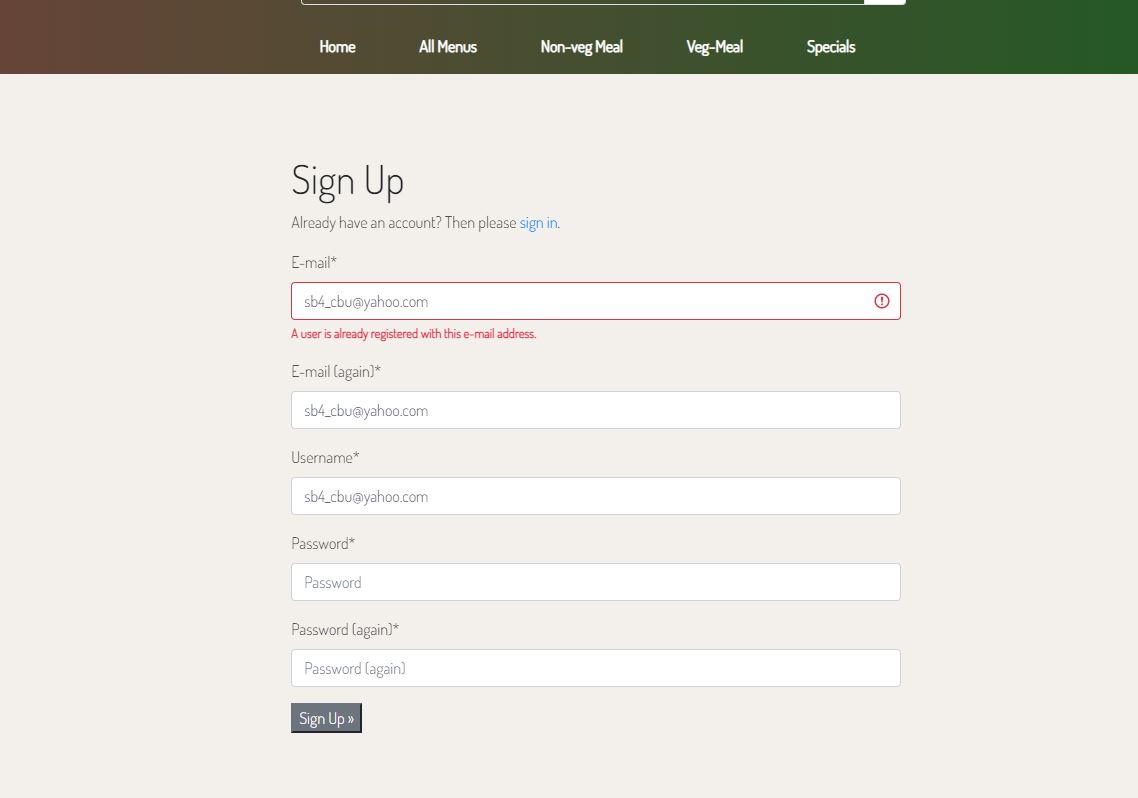 Home All Menus Non-veg Meal Veg-Meal Specials
Sign Up
Already have an account? Then please sign in.
E-mail*
sb4_cbu@yahoo.com
A user is already registered with this e-mail address.
E-mail (again)*
sb4_cbu@yahoo.com
Username*
sb4_cbu@yahoo.com
Password*
Password
Password (again)*
Password (again)
Sign Up »